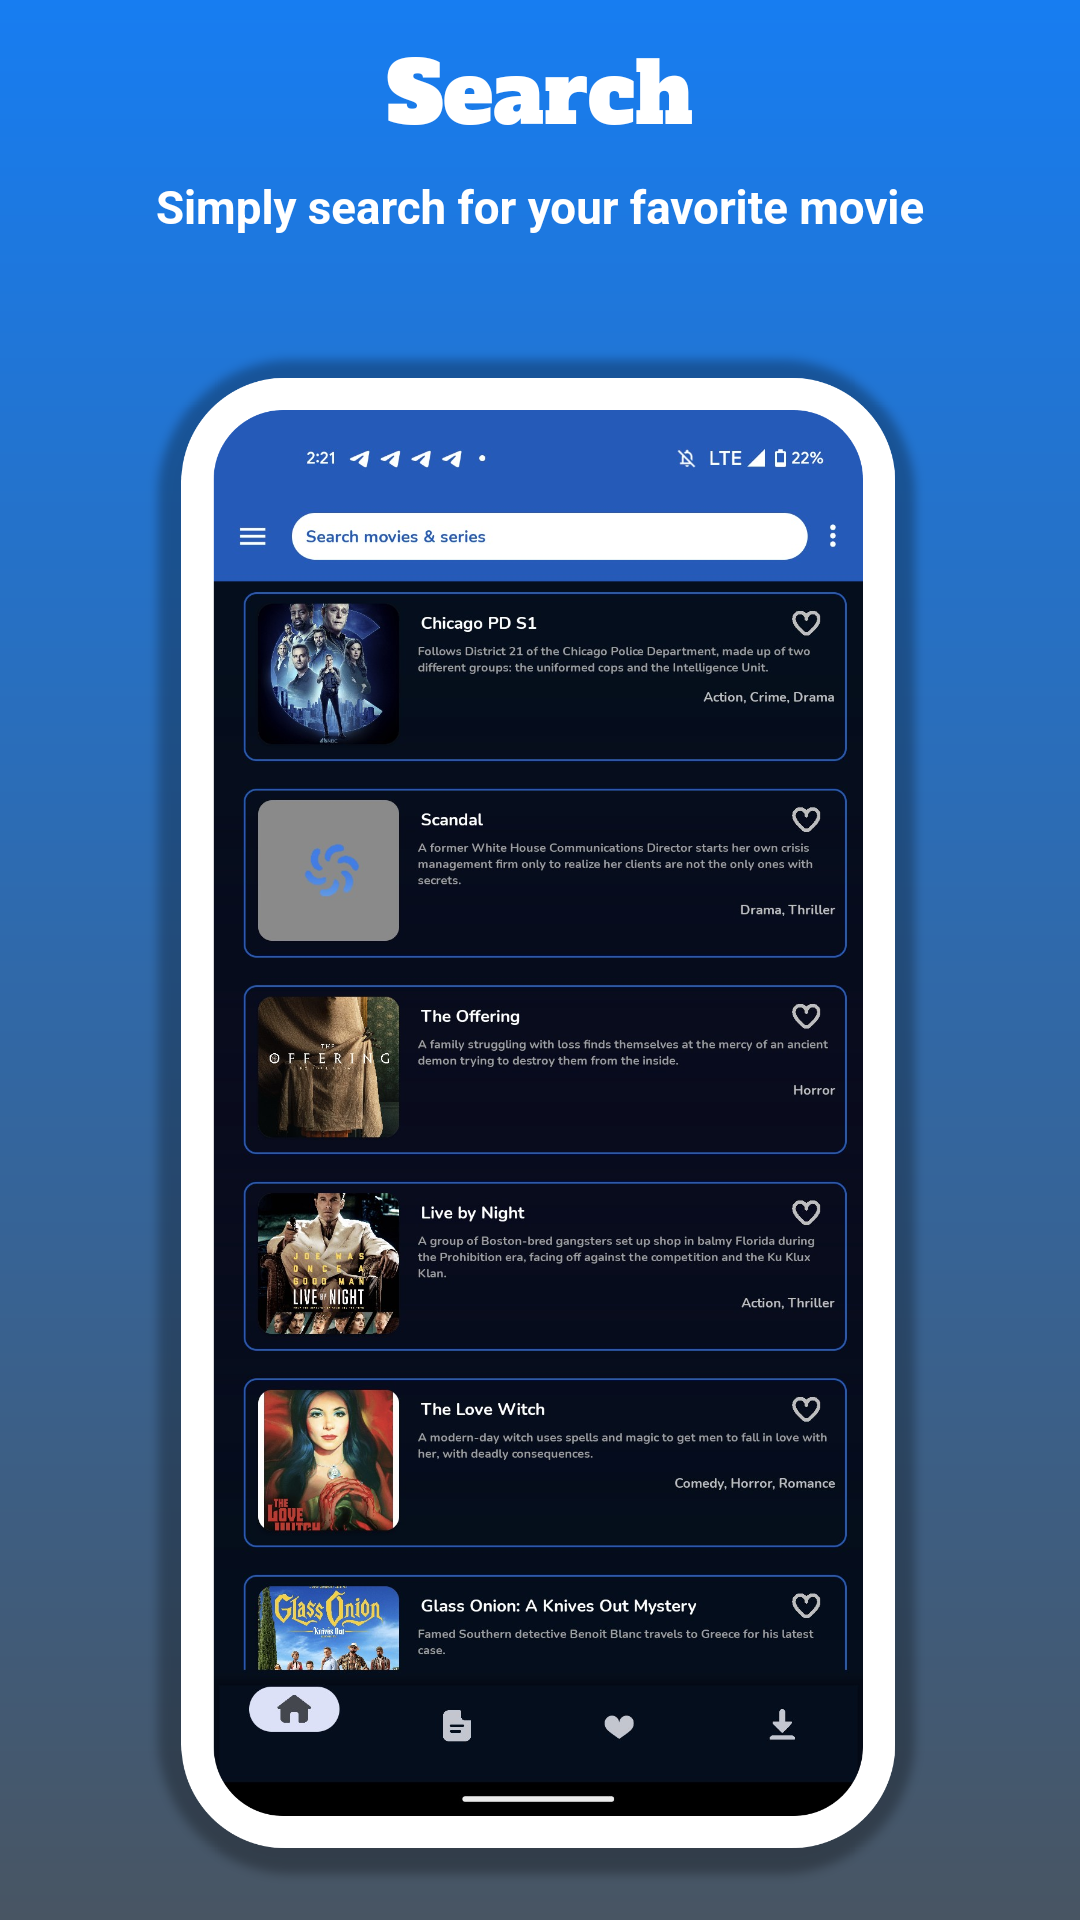 Search
Simply search for your favorite movie
2:21
LTE 22%
Search movies & series
Chicago PD S1
Follows District 21 of the Chicago Police Department, made up of two
different groups: the uniformed cops and the Intelligence Unit.
Action, Crime, Drama
Scandal
A former White House Communications Director starts her own crisis
management firm only to realize her clients are not the only ones with
secrets.
Drama, Thriller
THE
OFFERING
The Offering
A family struggling with loss finds themselves at the mercy of an ancient
demon trying to destroy them from the inside.
Horror
JOE WAS
ONCE A
GOOD MAN
LIVE BY NIGHT
Live by Night
A group of Boston-bred gangsters set up shop in balmy Florida during
the Prohibition era, facing off against the competition and the Ku Klux
Klan.
Action, Thriller
THE
LOVE
WITCH
The Love Witch
A modern-day witch uses spells and magic to get men to fall in love with
her, with deadly consequences.
Comedy, Horror, Romance
Glass Onion
Knives Out
Glass Onion: A Knives Out Mystery
Famed Southern detective Benoit Blanc travels to Greece for his latest
case.